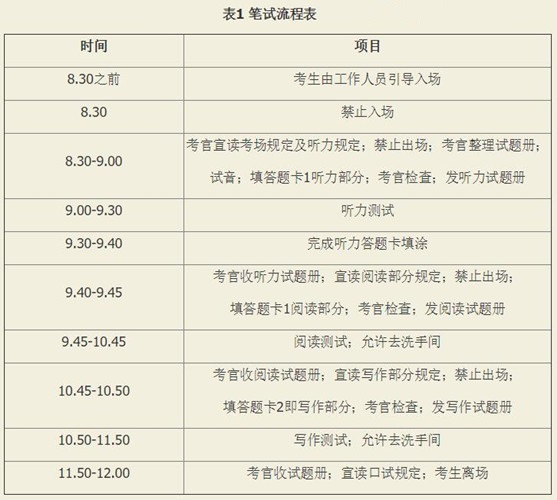 表1 笔试流程表
时间 项目
8.30之前 考生由工作人员引导入场
8.30 禁止入场
8.30-9.00 考官宣读考场规定及听力规定；禁止出场；考官整理试题册；
试音；填答题卡1听力部分；考官检查；发听力试题册
9.00-9.30 听力测试
9.30-9.40 完成听力答题卡填涂
9.40-9.45 考官收听力试题册；宣读阅读部分规定；禁止出场；
填答题卡1阅读部分；考官检查；发阅读试题册
9.45-10.45 阅读测试；允许去洗手间
10.45-10.50 考官收阅读试题册；宣读写作部分规定；禁止出场；
填答题卡2即写作部分；考官检查；发写作试题册
10.50-11.50 写作测试；允许去洗手间
11.50-12.00 考官收试题册；宣读口试规定；考生离场